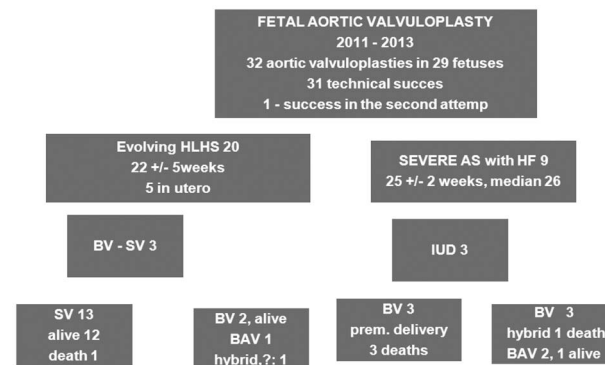 FETAL AORTIC VALVULOPLASTY
2011 - 2013
32 aortic valvuloplasties in 29 fetuses
31 technical succes
1 - success in the second attemp
Evolving HLHS 20
22 +/- 5weeks
5 in utero
SEVERE AS with HF 9
25 +/- 2 weeks, median 26
BV - SV 3
IUD 3
SV 13
alive 12
death 1
BV 2, alive
BAV 1
hybrid,?: 1
BV 3
prem. delivery
3 deaths
BV 3
hybrid 1 death
BAV 2, 1 alive